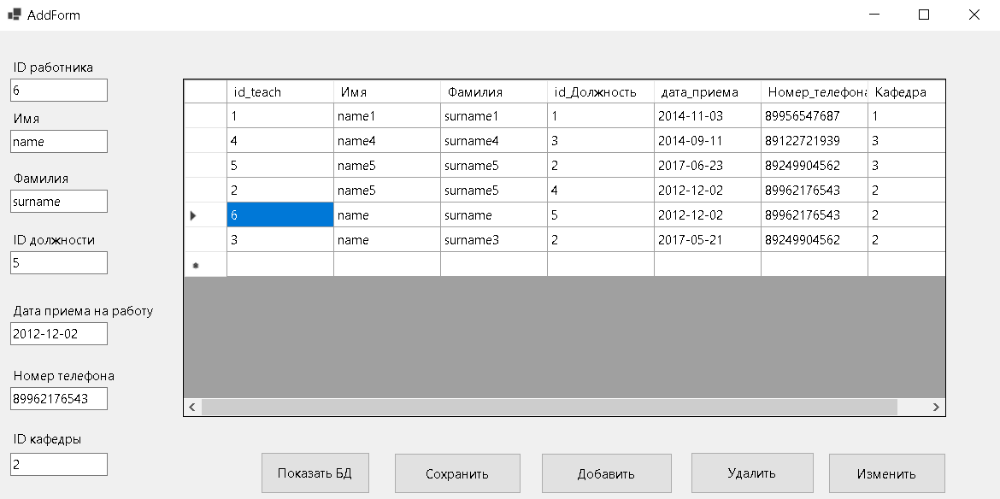 AddForm
ID работника
6
Имя
name
Фамилия
surname
ID должности
5
Дата приема на работу
2012-12-02
Номер телефона
89962176543
ID кафедры
2
id_teach Имя Фамилия id_Должность дата_приема Номер_телефона Кафедра
1 name1 surname1 1 2014-11-03 89956547687 1
4 name4 surname4 3 2014-09-11 89122721939 3
5 name5 surname5 2 2017-06-23 89249904562 3
2 name5 surname5 4 2012-12-02 89962176543 2
6 name surname 5 2012-12-02 89962176543 2
3 name surname3 2 2017-05-21 89249904562 2
Показать БД Сохранить Добавить Удалить Изменить